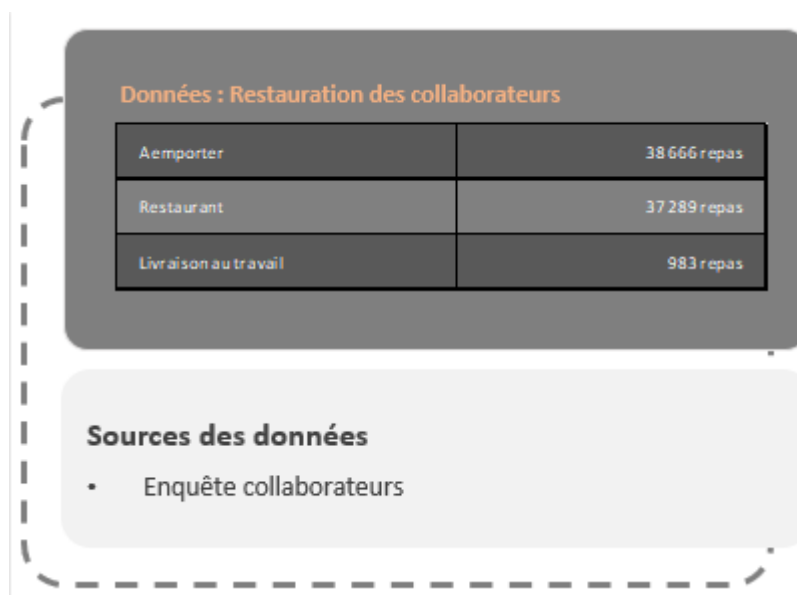 Données : Restauration des collaborateurs
A emporter 38 666 repas
Restaurant 37 289 repas
Livraison au travail 983 repas
Sources des données
• Enquête collaborateurs